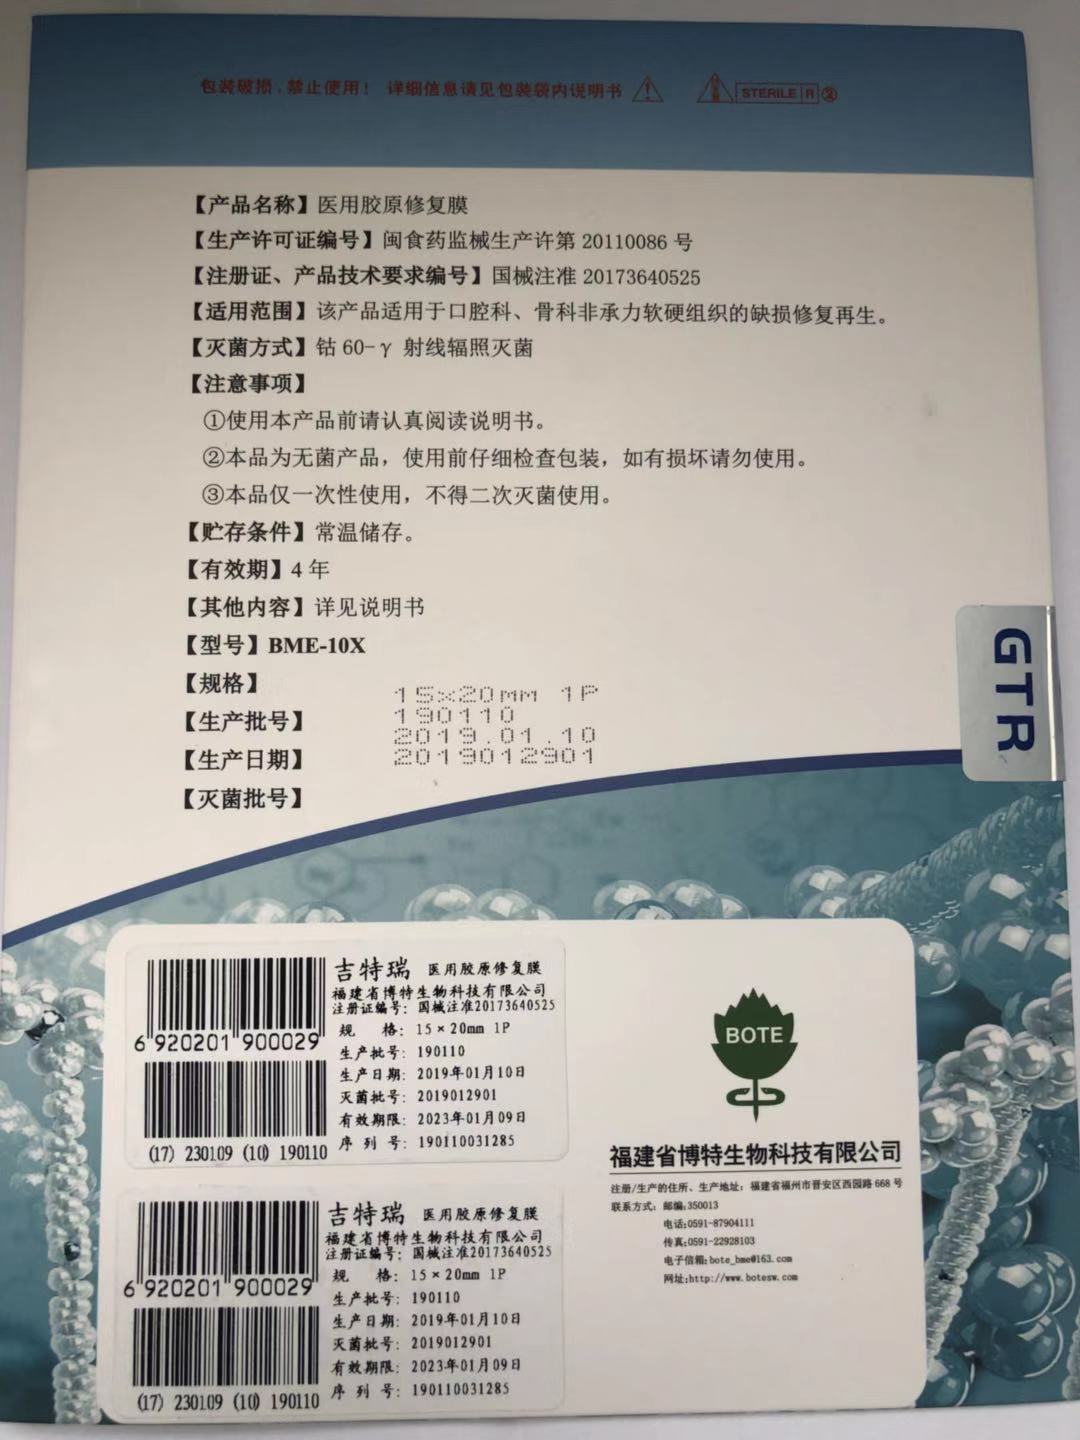 包装破损，禁止使用！ 详细信息请见包装袋内说明书
STERILE R
【产品名称】医用胶原修复膜
【生产许可证编号】闽食药监械生产许第 20110086 号
【注册证、产品技术要求编号】国械注准 20173640525
【适用范围】该产品适用于口腔科、骨科非承力软硬组织的缺损修复再生。
【灭菌方式】钴 60-γ 射线辐照灭菌
【注意事项】
①使用本产品前请认真阅读说明书。
②本品为无菌产品，使用前仔细检查包装，如有损坏请勿使用。
③本品仅一次性使用，不得二次灭菌使用。
【贮存条件】常温储存。
【有效期】4 年
【其他内容】详见说明书
【型号】BME-10X
【规格】
15×20mm 1P
【生产批号】
190110
【生产日期】
2019.01.10
【灭菌批号】
2019012901
GTR
吉特瑞 医用胶原修复膜
福建省博特生物科技有限公司
注册证编号：国械注准20173640525
规 格：15×20mm 1P
生产批号：190110
生产日期：2019年01月10日
灭菌批号：2019012901
有效期限：2023年01月09日
序 列 号：190110031285
6 920201 900029
(17) 230109 (10) 190110
吉特瑞 医用胶原修复膜
福建省博特生物科技有限公司
注册证编号：国械注准20173640525
规 格：15×20mm 1P
生产批号：190110
生产日期：2019年01月10日
灭菌批号：2019012901
有效期限：2023年01月09日
序 列 号：190110031285
6 920201 900029
(17) 230109 (10) 190110
BOTE
福建省博特生物科技有限公司
注册/生产的住所、生产地址：福建省福州市晋安区西园路 668 号
联系方式：邮编:350013
电话:0591-87904111
传真:0591-22928103
电子信箱:bote_bme@163.com
网址:http://www.botesw.com